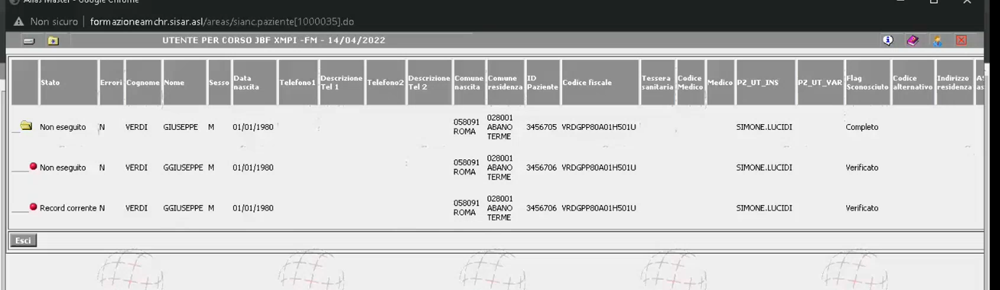 Alias Master - Google Chrome
Non sicuro | formazioneamchr.sisar.asl/areas/sianc.paziente[1000035].do
UTENTE PER CORSO JBF XMPI -FM - 14/04/2022
Stato Errori Cognome Nome Sesso Data nascita Telefono1 Descrizione Tel 1 Telefono2 Descrizione Tel 2 Comune nascita Comune residenza ID Paziente Codice fiscale Tessera sanitaria Codice Medico Medico P2_UT_INS P2_UT_VAR Flag Sconosciuto Codice alternativo Indirizzo residenza
Non eseguito N VERDI GIUSEPPE M 01/01/1980 058091 ROMA 028001 ABANO TERME 3456705 VRDGPP80A01H501U SIMONE.LUCIDI Completo
Non eseguito N VERDI GGIUSEPPE M 01/01/1980 058091 ROMA 028001 ABANO TERME 3456706 VRDGPP80A01H501U SIMONE.LUCIDI Verificato
Record corrente N VERDI GGIUSEPPE M 01/01/1980 058091 ROMA 028001 ABANO TERME 3456706 VRDGPP80A01H501U SIMONE.LUCIDI Verificato
Esci